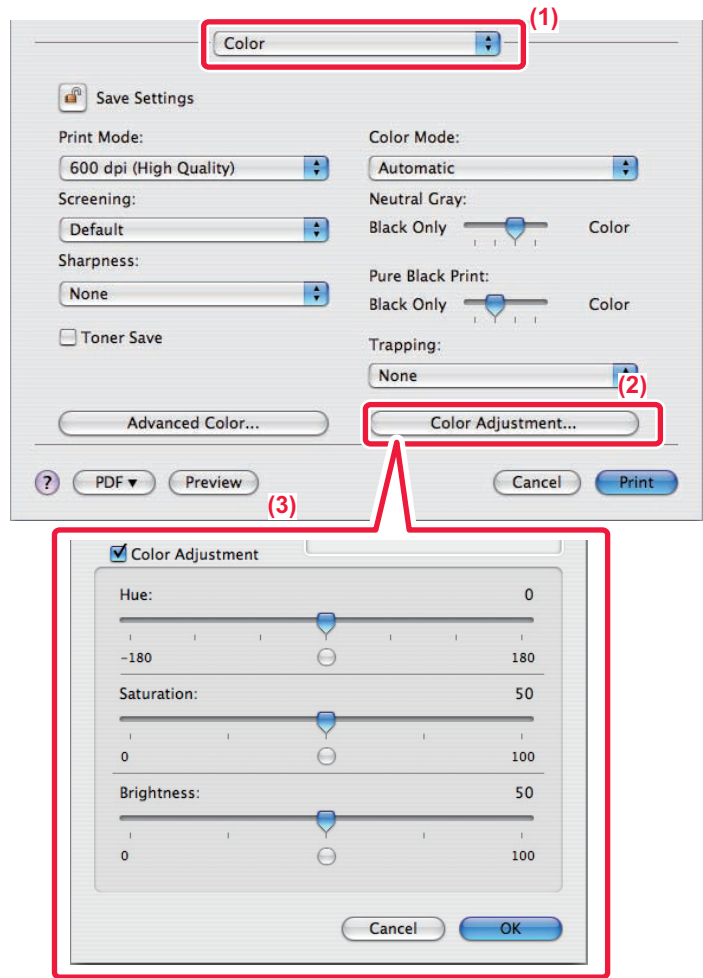 (1)
Color
Save Settings
Print Mode:
600 dpi (High Quality)
Screening:
Default
Sharpness:
None
Toner Save
Color Mode:
Automatic
Neutral Gray:
Black Only Color
Pure Black Print:
Black Only Color
Trapping:
None
(2)
Advanced Color... Color Adjustment...
? PDF▼ Preview Cancel Print
(3)
Color Adjustment
Hue: 0
-180 180
Saturation: 50
0 100
Brightness: 50
0 100
Cancel OK